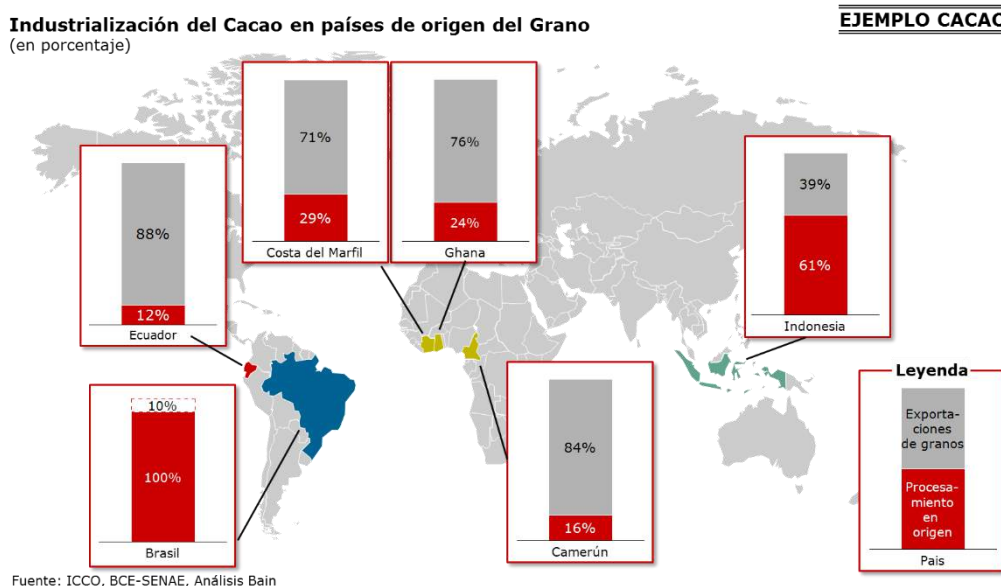 Industrialización del Cacao en países de origen del Grano
(en porcentaje)
EJEMPLO CACAO
71%
29%
Costa del Marfil
76%
24%
Ghana
39%
61%
Indonesia
88%
12%
Ecuador
10%
100%
Brasil
84%
16%
Camerún
Leyenda
Exporta-
ciones
de granos
Procesa-
miento
en
origen
Pais
Fuente: ICCO, BCE-SENAE, Análisis Bain